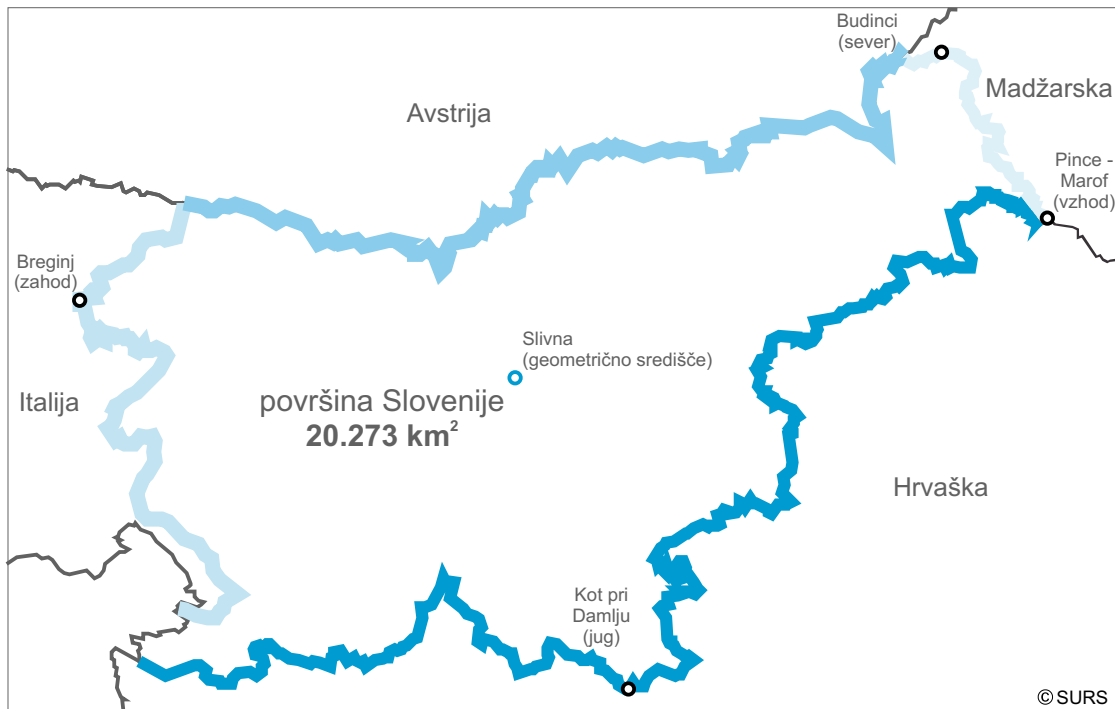 Budinci
(sever)
Madžarska
Avstrija
Pince -
Marof
(vzhod)
Breginj
(zahod)
Slivna
(geometrično središče)
Italija
površina Slovenije
20.273 km²
Hrvaška
Kot pri
Damlju
(jug)
© SURS